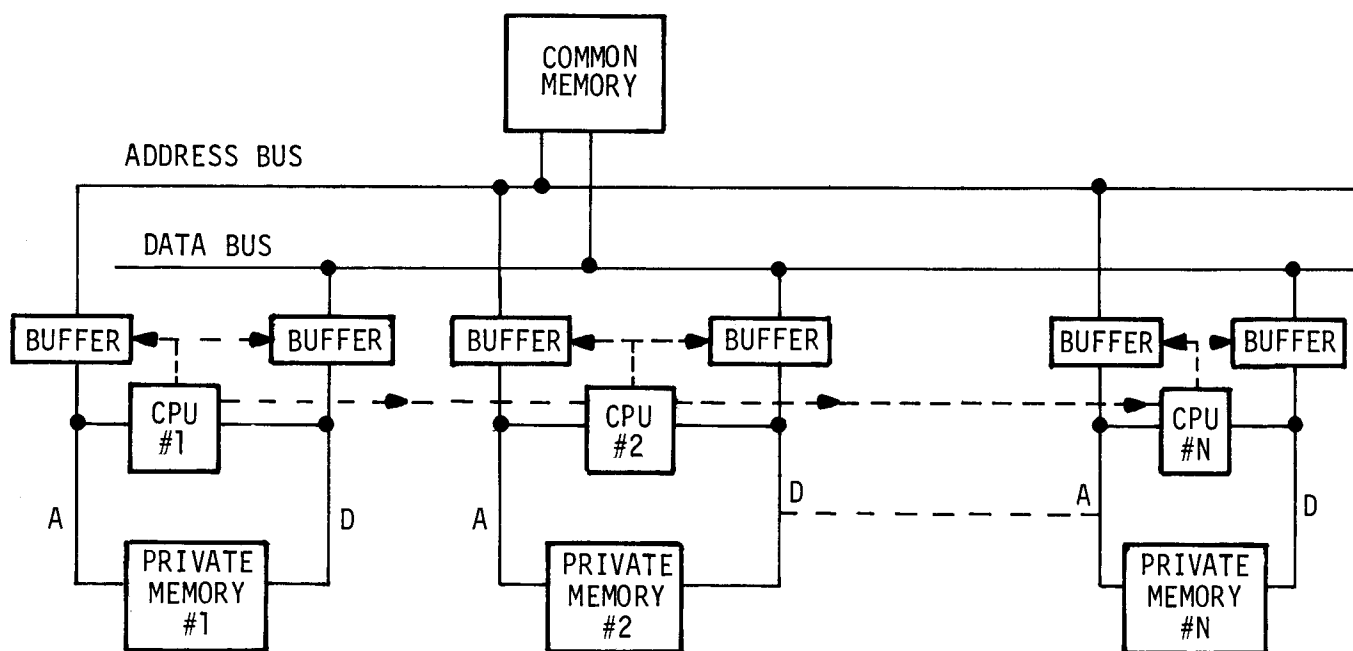 COMMON
MEMORY
ADDRESS BUS
DATA BUS
BUFFER
BUFFER
BUFFER
BUFFER
BUFFER
BUFFER
CPU
#1
CPU
#2
CPU
#N
A
D
A
D
A
D
PRIVATE
MEMORY
#1
PRIVATE
MEMORY
#2
PRIVATE
MEMORY
#N